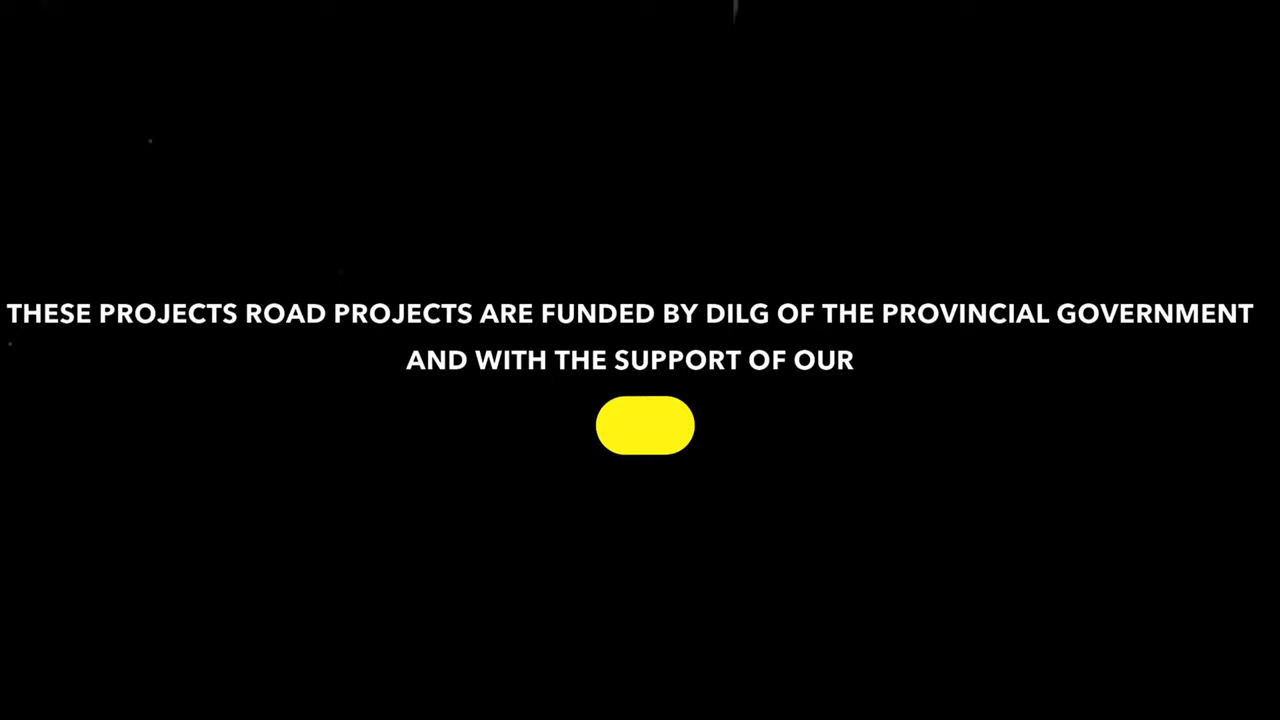 THESE PROJECTS ROAD PROJECTS ARE FUNDED BY DILG OF THE PROVINCIAL GOVERNMENT
AND WITH THE SUPPORT OF OUR